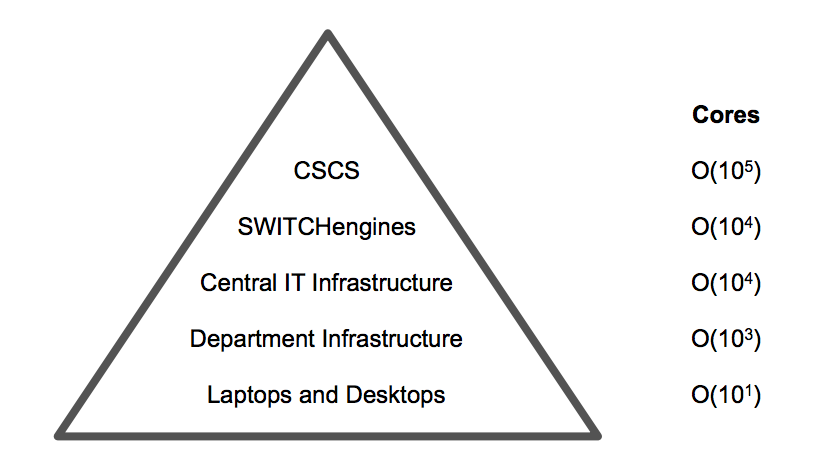 Cores
CSCS O(10⁵)
SWITCHengines O(10⁴)
Central IT Infrastructure O(10⁴)
Department Infrastructure O(10³)
Laptops and Desktops O(10¹)